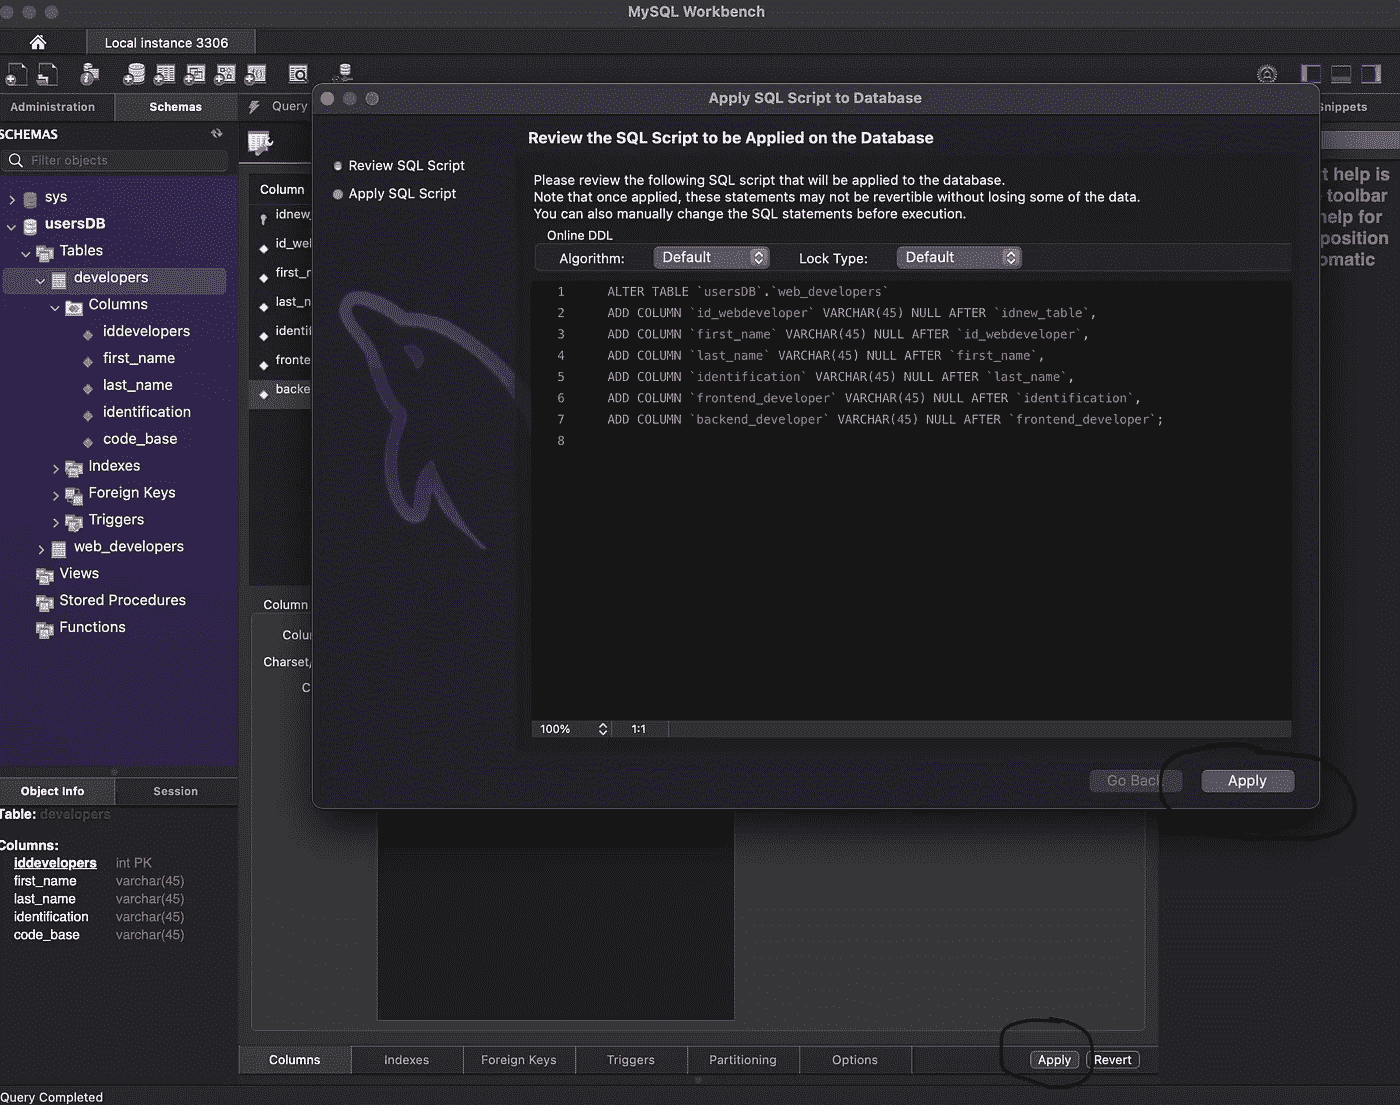 MySQL Workbench
Local instance 3306
Administration
Schemas
Query
Snippets
SCHEMAS
Filter objects
sys
usersDB
Tables
developers
Columns
iddevelopers
first_name
last_name
identification
code_base
Indexes
Foreign Keys
Triggers
web_developers
Views
Stored Procedures
Functions
Object Info
Session
Table: developers
Columns:
iddevelopers int PK
first_name varchar(45)
last_name varchar(45)
identification varchar(45)
code_base varchar(45)
Query Completed
Column
idnew_
id_we
first_r
last_n
identif
fronte
backe
Column
Colu
Charset/
C
Apply SQL Script to Database
Review SQL Script
Apply SQL Script
Review the SQL Script to be Applied on the Database
Please review the following SQL script that will be applied to the database.
Note that once applied, these statements may not be revertible without losing some of the data.
You can also manually change the SQL statements before execution.
Online DDL
Algorithm: Default Lock Type: Default
1 ALTER TABLE `usersDB`.`web_developers`
2 ADD COLUMN `id_webdeveloper` VARCHAR(45) NULL AFTER `idnew_table`,
3 ADD COLUMN `first_name` VARCHAR(45) NULL AFTER `id_webdeveloper`,
4 ADD COLUMN `last_name` VARCHAR(45) NULL AFTER `first_name`,
5 ADD COLUMN `identification` VARCHAR(45) NULL AFTER `last_name`,
6 ADD COLUMN `frontend_developer` VARCHAR(45) NULL AFTER `identification`,
7 ADD COLUMN `backend_developer` VARCHAR(45) NULL AFTER `frontend_developer`;
8
100% 1:1
Go Back Apply
t help is
toolbar
help for
position
omatic
Columns Indexes Foreign Keys Triggers Partitioning Options Apply Revert